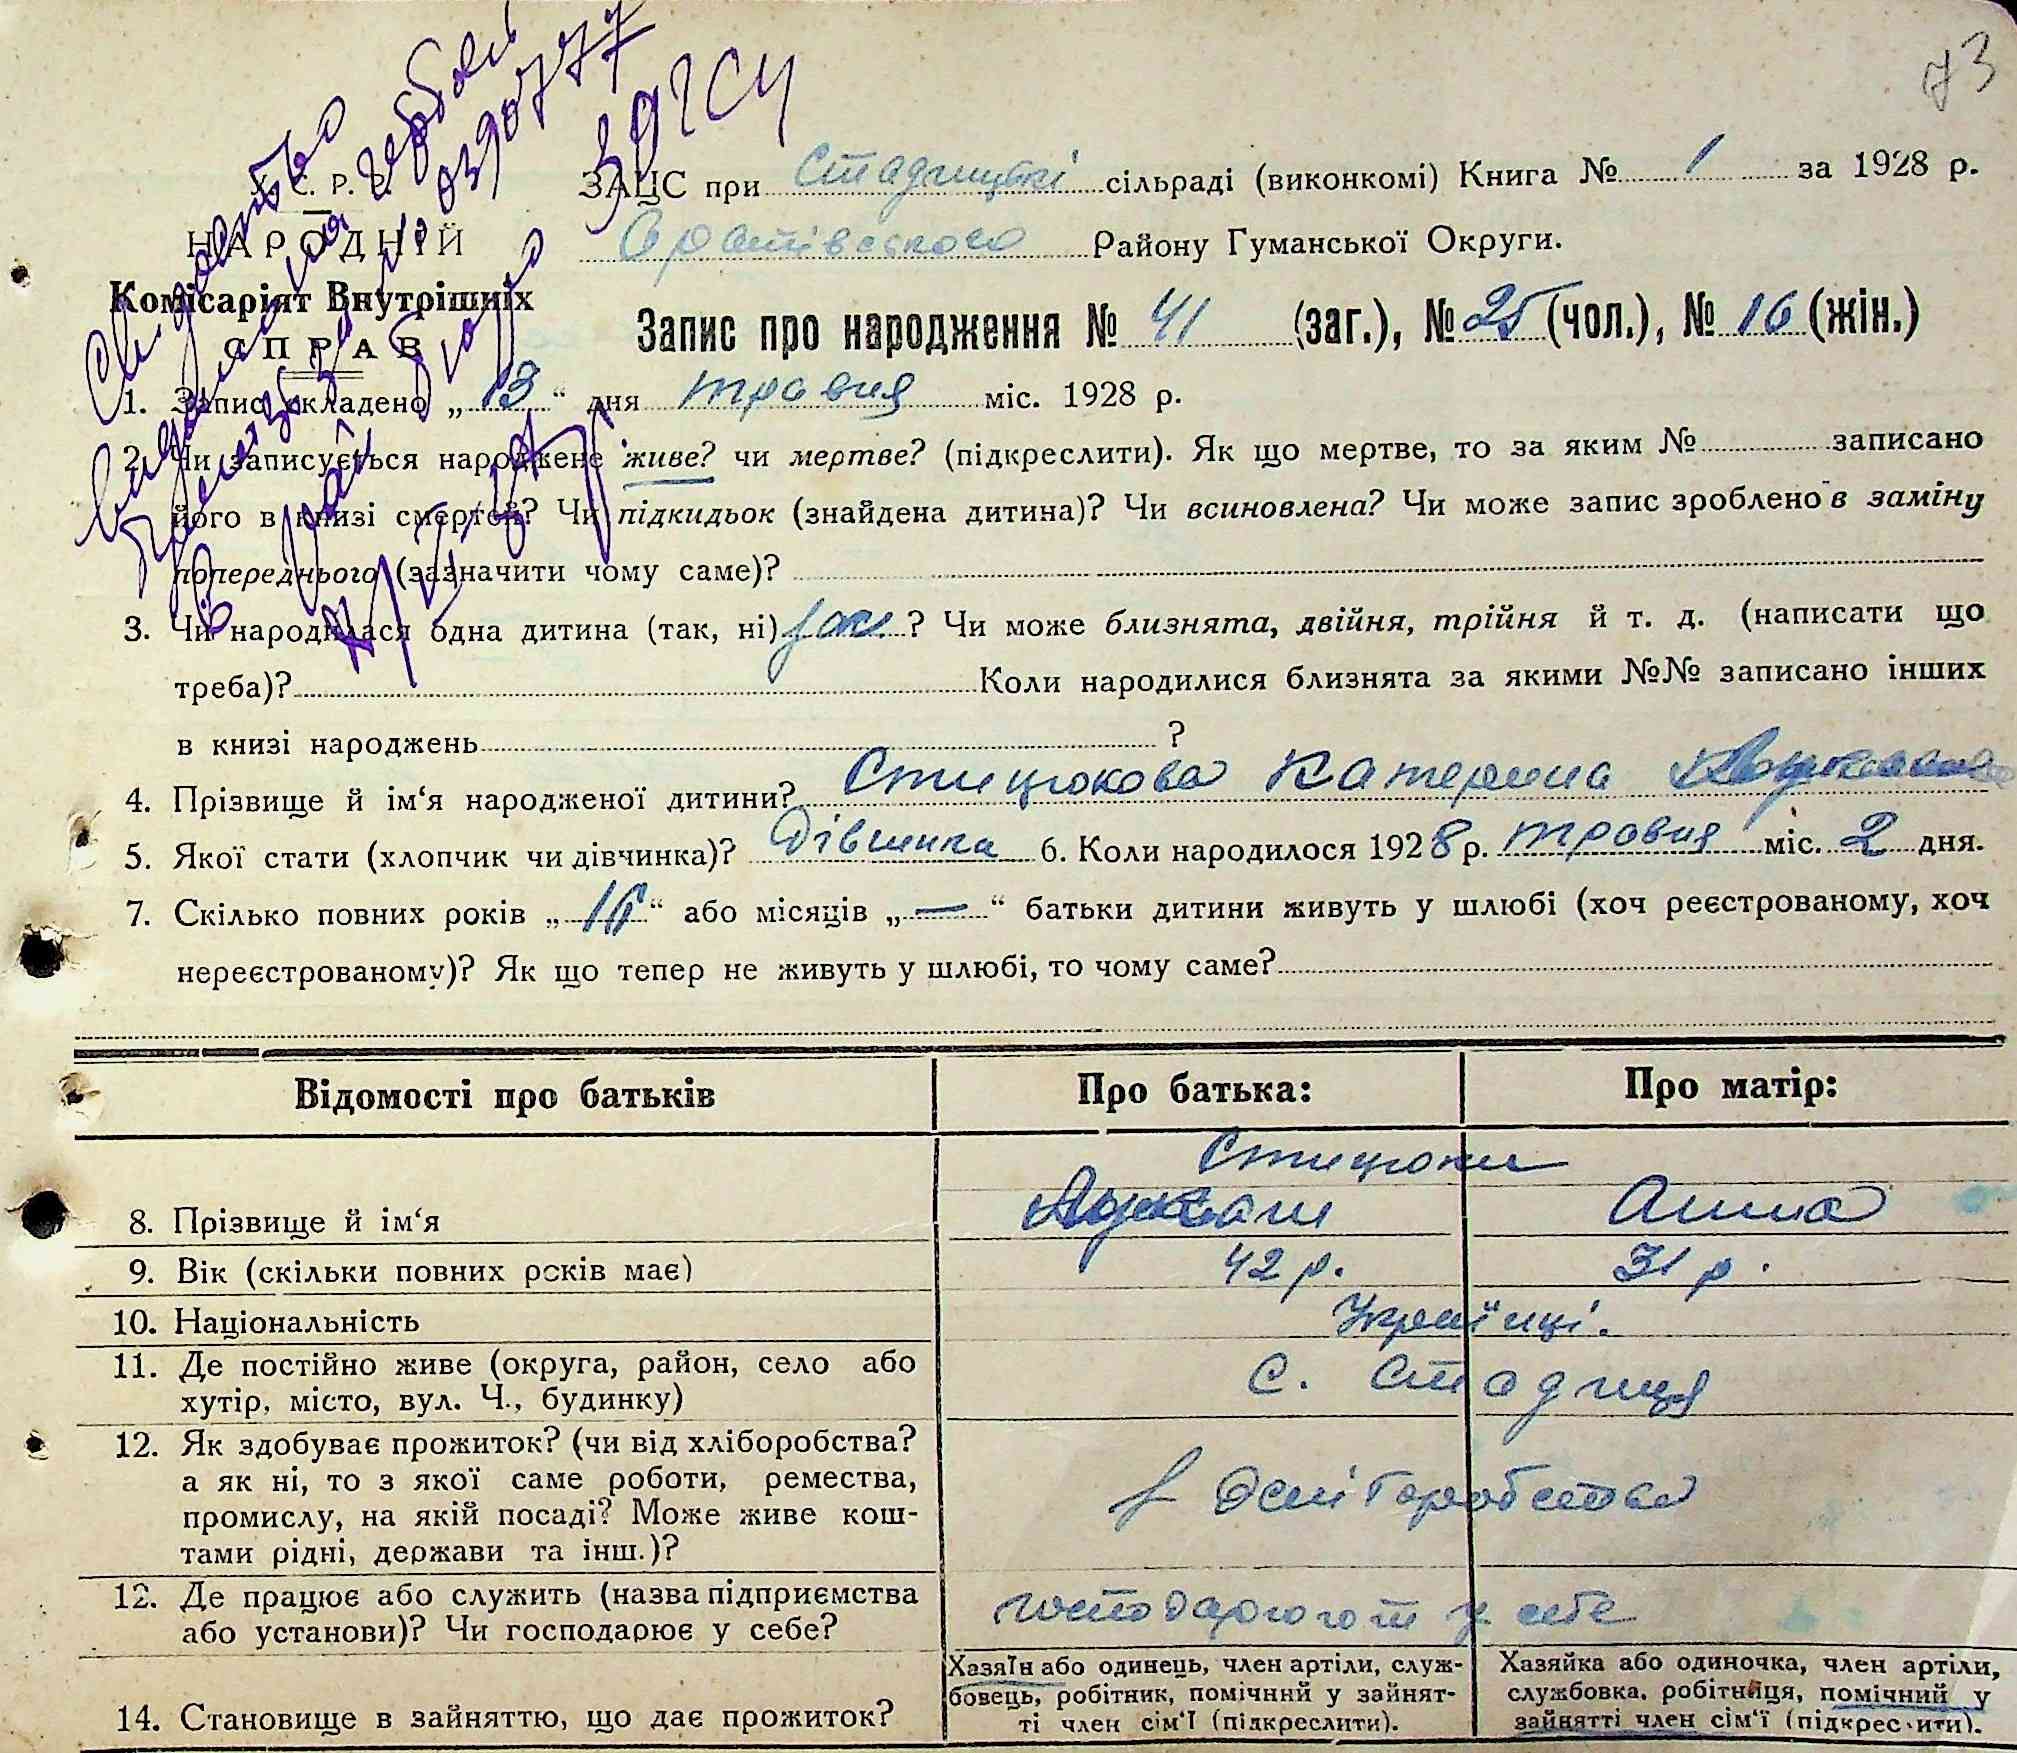 73
У. С. Р. Р.
НАРОДНІЙ
Комісаріят Внутрішніх
СПРАВ
Свідоцтво
ЗАГСУ
ЗАЦС при Стадницькі сільраді (виконкомі) Книга № 1 за 1928 р.
Оратівського Району Гуманської Округи.
Запис про народження № 41 (заг.), № 25 (чол.), № 16 (жін.)
1. Запис складено „13“ дня травня міс. 1928 р.
2. Чи записується народжене живе? чи мертве? (підкреслити). Як що мертве, то за яким № записано
його в книзі смертей? Чи підкидьок (знайдена дитина)? Чи всиновлена? Чи може запис зроблено в заміну
попереднього (зазначити чому саме)?
3. Чи народилася одна дитина (так, ні) ? Чи може близнята, двійня, трійня й т. д. (написати що
треба)? Коли народилися близнята за якими №№ записано інших
в книзі народжень ?
4. Прізвище й ім‘я народженої дитини? Стицюкова Катерина
5. Якої стати (хлопчик чи дівчинка)? Дівчинка 6. Коли народилося 1928 р. травня міс. 2 дня.
7. Скілько повних років „ “ або місяців „—“ батьки дитини живуть у шлюбі (хоч реєстрованому, хоч
нереєстрованому)? Як що тепер не живуть у шлюбі, то чому саме?
Відомості про батьків Про батька: Про матір:
Стицюки
8. Прізвище й ім‘я Анна
9. Вік (скільки повних років має) 42 р. 31 р.
10. Національність Українці.
11. Де постійно живе (округа, район, село або
хутір, місто, вул. Ч., будинку) с. Стадниця
12. Як здобуває прожиток? (чи від хліборобства?
а як ні, то з якої саме роботи, ремества,
промислу, на якій посаді? Може живе кош-
тами рідні, держави та інш.)?
12. Де працює або служить (назва підприємства
або установи)? Чи господарює у себе? господарюют у себе
14. Становище в зайняттю, що дає прожиток?
Хазяїн або одинець, член артіли, служ-
бовець, робітник, помічний у зайнят-
ті член сім‘ї (підкреслити).
Хазяйка або одиночка, член артіли,
службовка, робітниця, помічний у
зайнятті член сім‘ї (підкреслити).